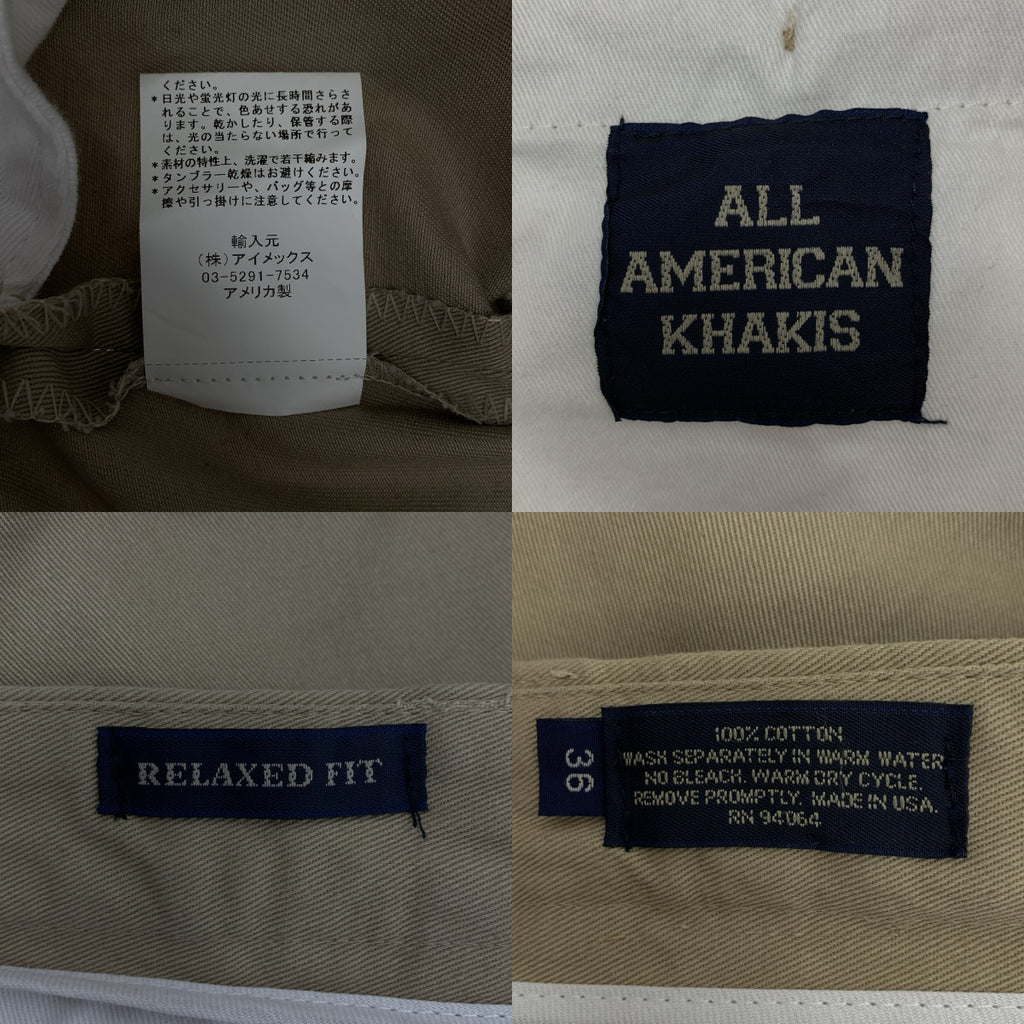 ください。
*日光や蛍光灯の光に長時間さらさ
れることで、色あせする恐れがあ
ります。乾かしたり、保管する際
は、光の当たらない場所で行って
ください。
*素材の特性上、洗濯で若干縮みます。
*タンブラー乾燥はお避けください。
*アクセサリーや、バッグ等との摩
擦や引っ掛けに注意してください。
輸入元
(株)アイメックス
03-5291-7534
アメリカ製
ALL
AMERICAN
KHAKIS
RELAXED FIT
36
100% COTTON
WASH SEPARATELY IN WARM WATER
NO BLEACH. WARM DRY CYCLE.
REMOVE PROMPTLY. MADE IN USA.
RN 94064